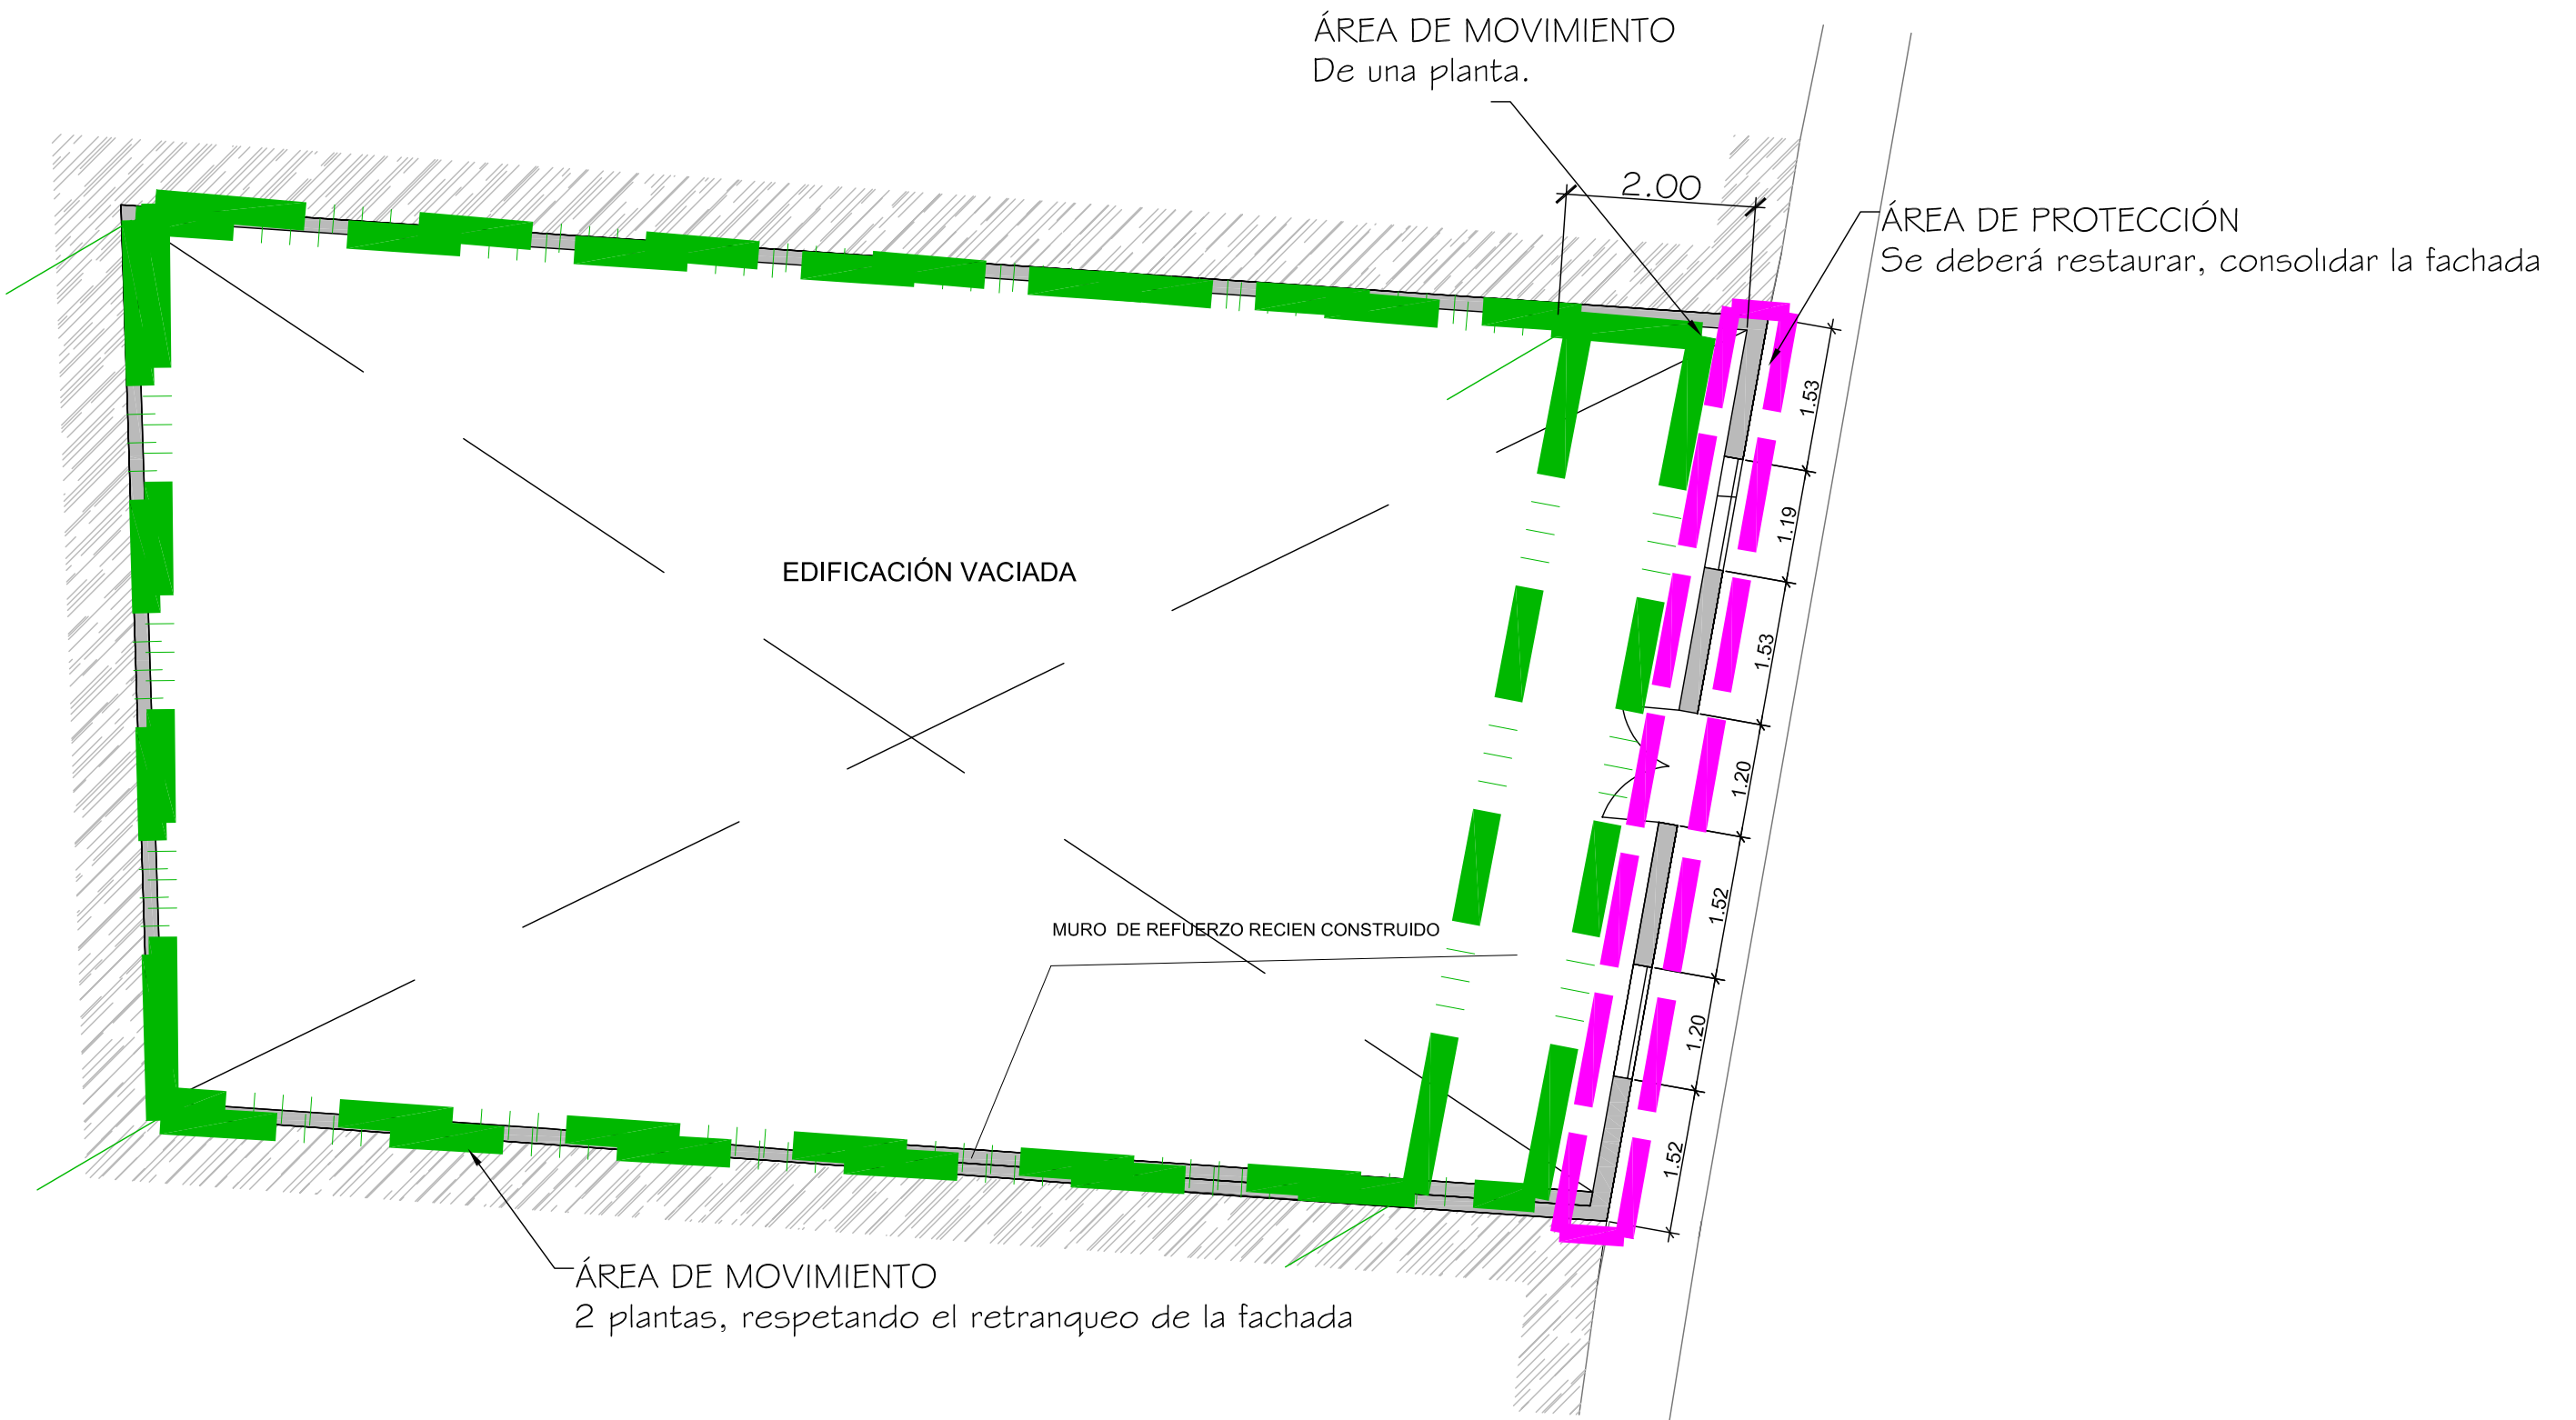 ÁREA DE MOVIMIENTO
De una planta.
2.00
ÁREA DE PROTECCIÓN
Se deberá restaurar, consolidar la fachada
1.53
1.19
EDIFICACIÓN VACIADA
1.53
1.20
1.52
MURO DE REFUERZO RECIEN CONSTRUIDO
1.20
1.52
ÁREA DE MOVIMIENTO
2 plantas, respetando el retranqueo de la fachada